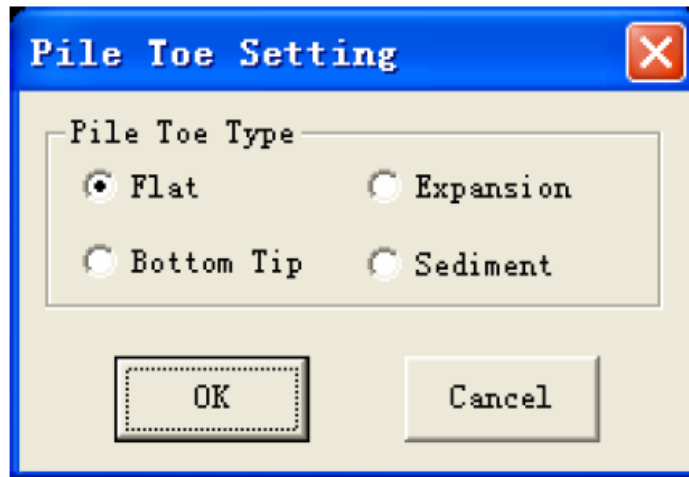 Pile Toe Setting
Pile Toe Type
Flat Expansion
Bottom Tip Sediment
OK Cancel